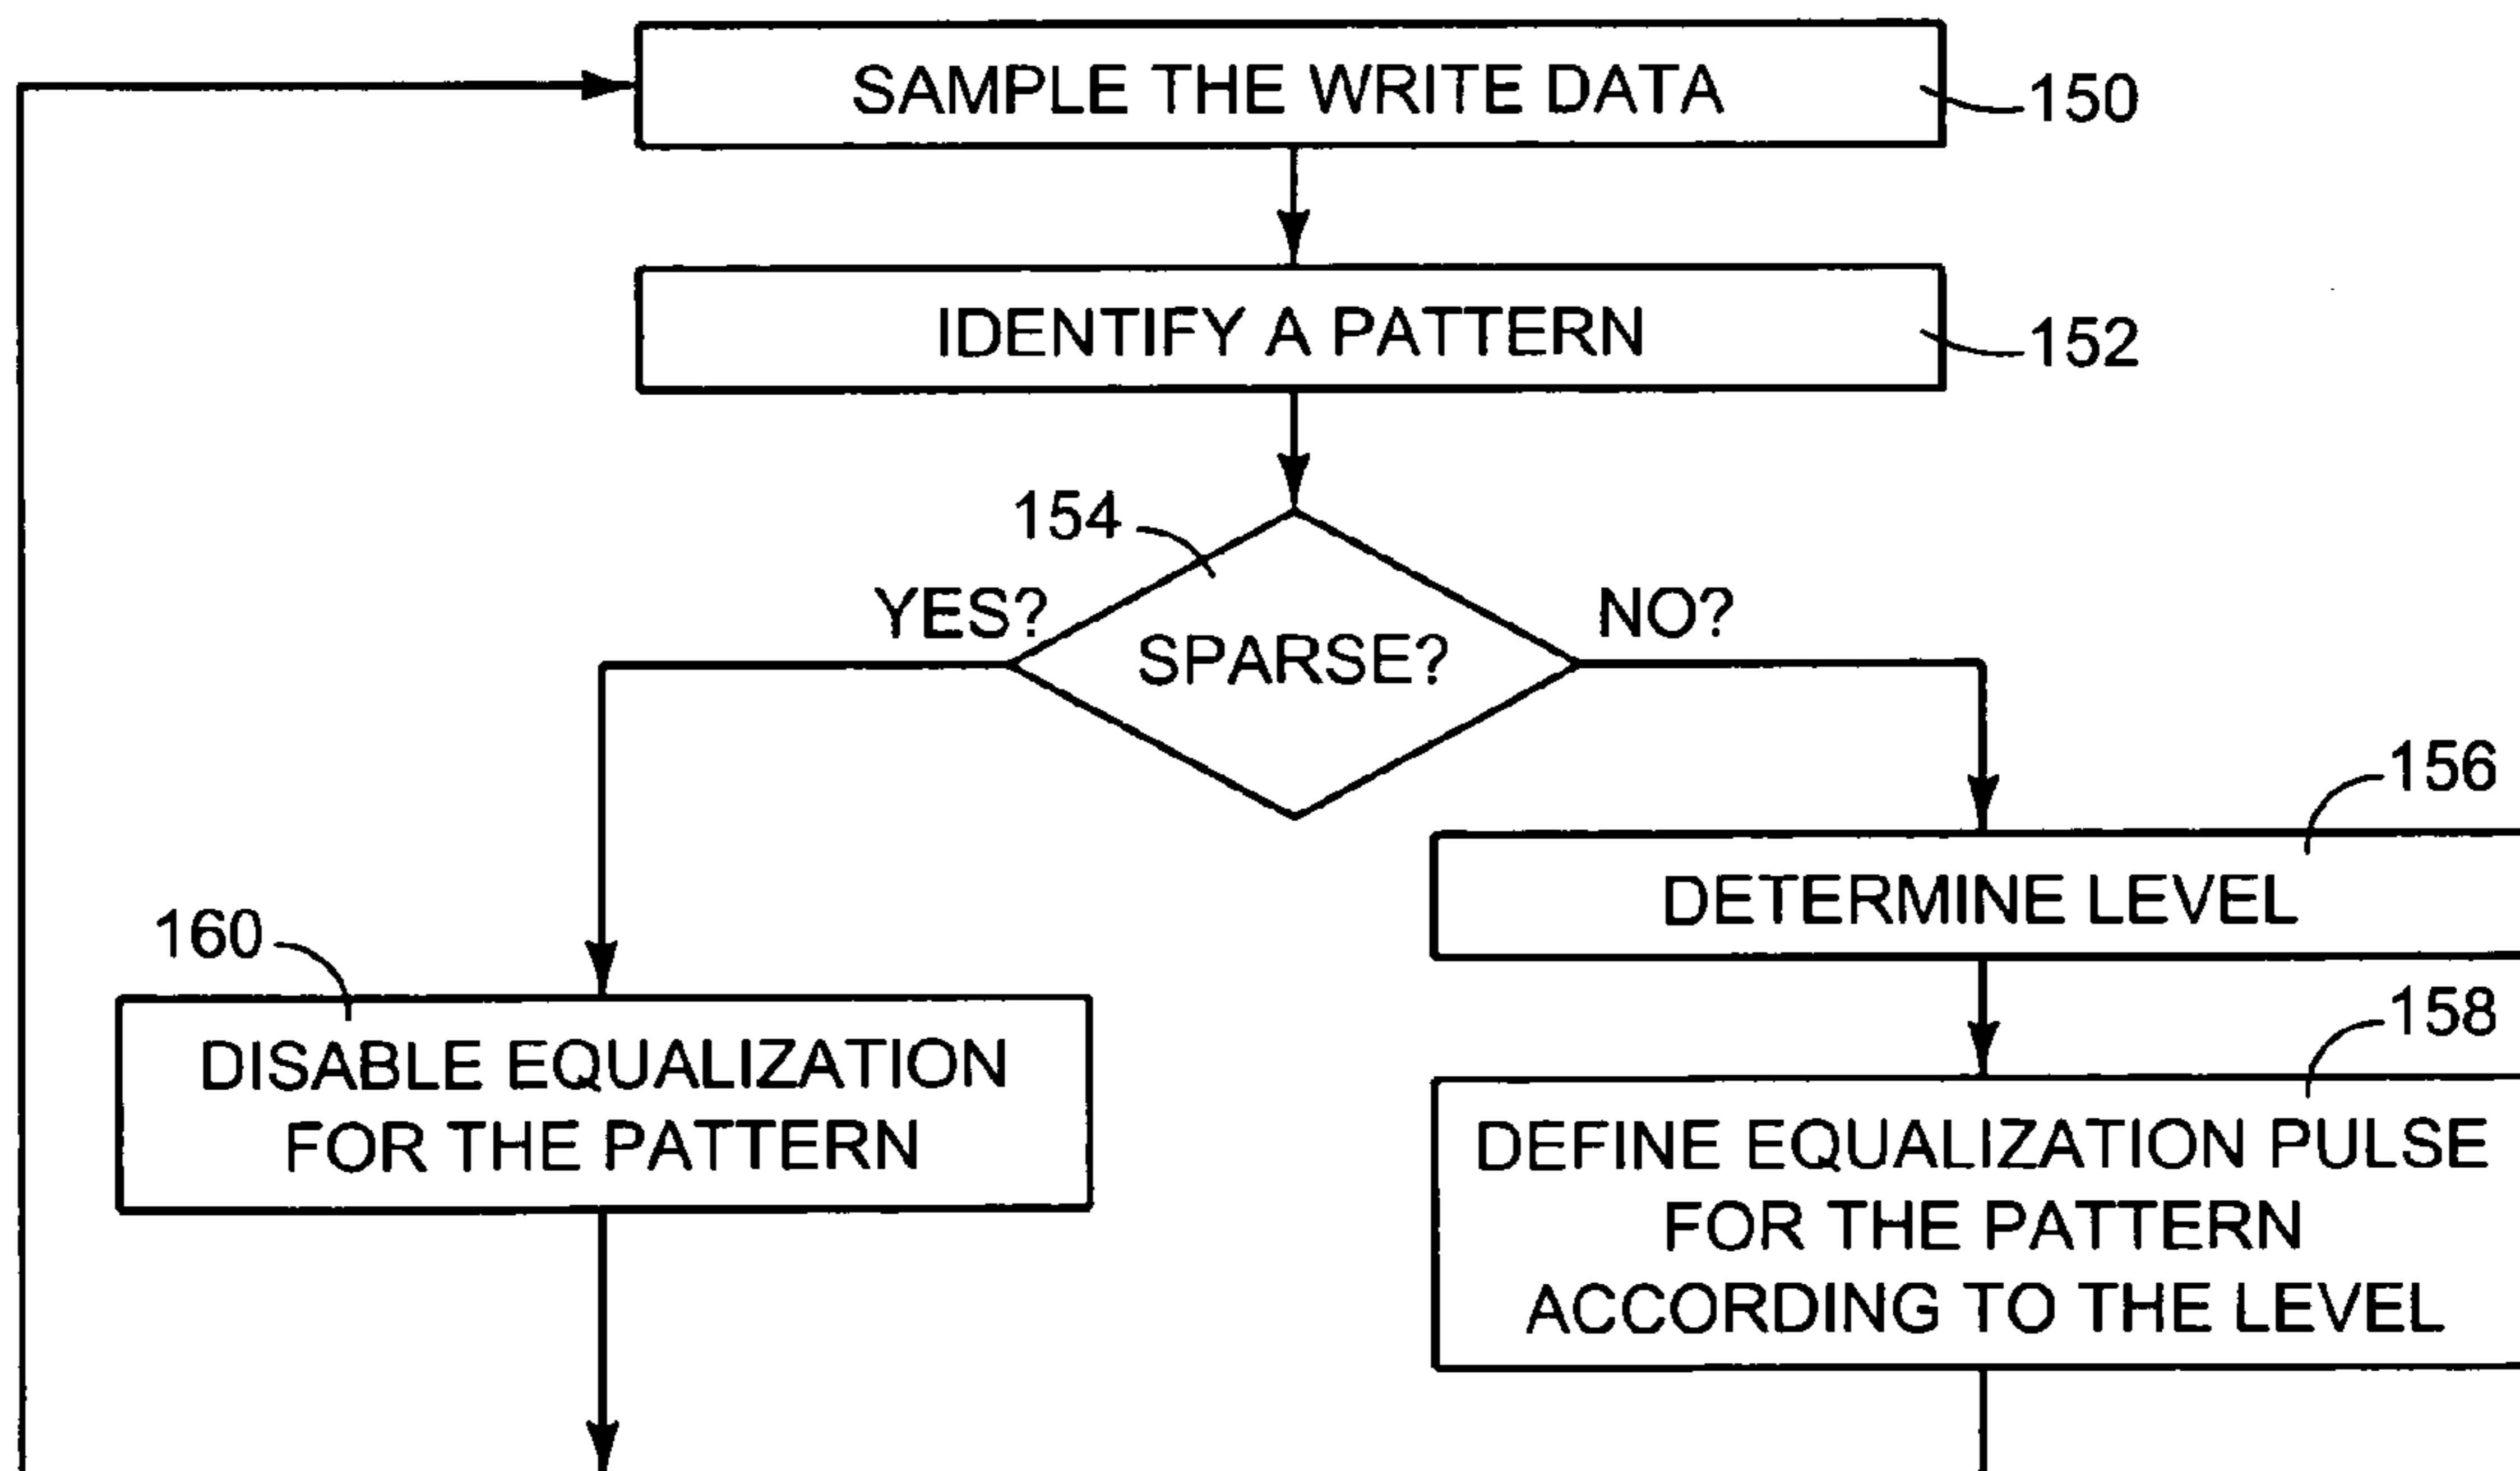 SAMPLE THE WRITE DATA
150
IDENTIFY A PATTERN
152
154
YES?
SPARSE?
NO?
156
DETERMINE LEVEL
160
DISABLE EQUALIZATION
FOR THE PATTERN
158
DEFINE EQUALIZATION PULSE
FOR THE PATTERN
ACCORDING TO THE LEVEL